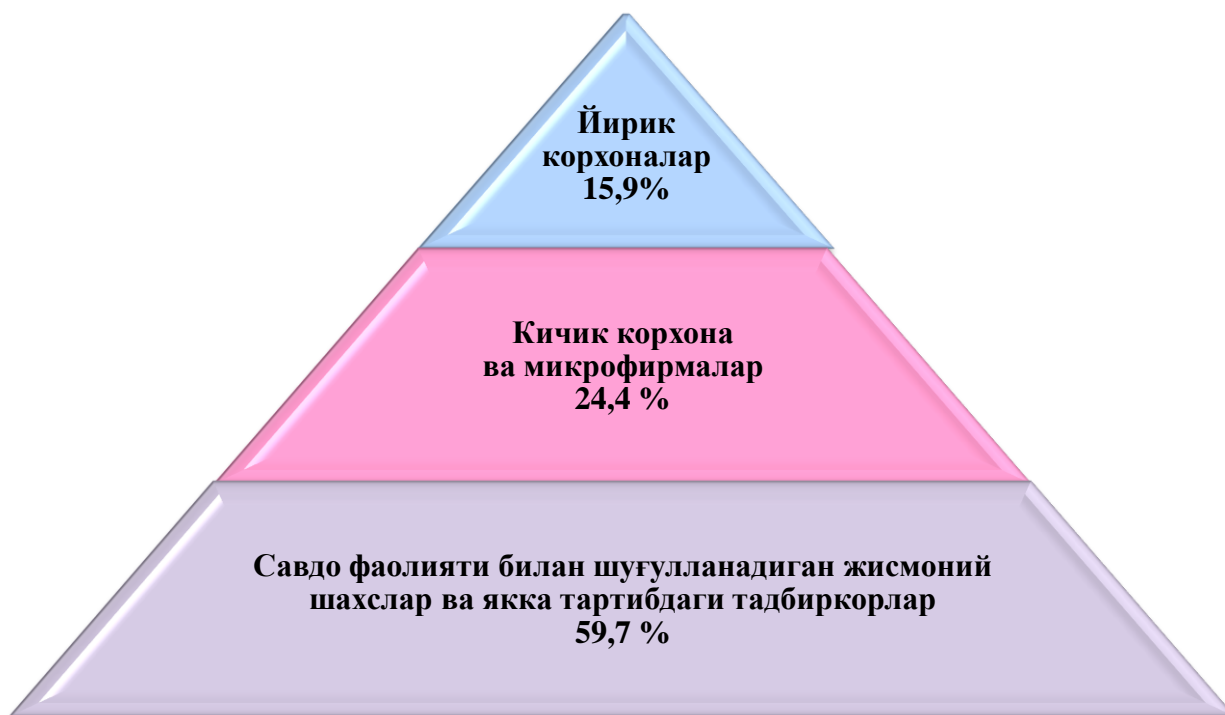 Йирик
корхоналар
15,9%
Кичик корхона
ва микрофирмалар
24,4 %
Савдо фаолияти билан шуғулланадиган жисмоний
шахслар ва якка тартибдаги тадбиркорлар
59,7 %